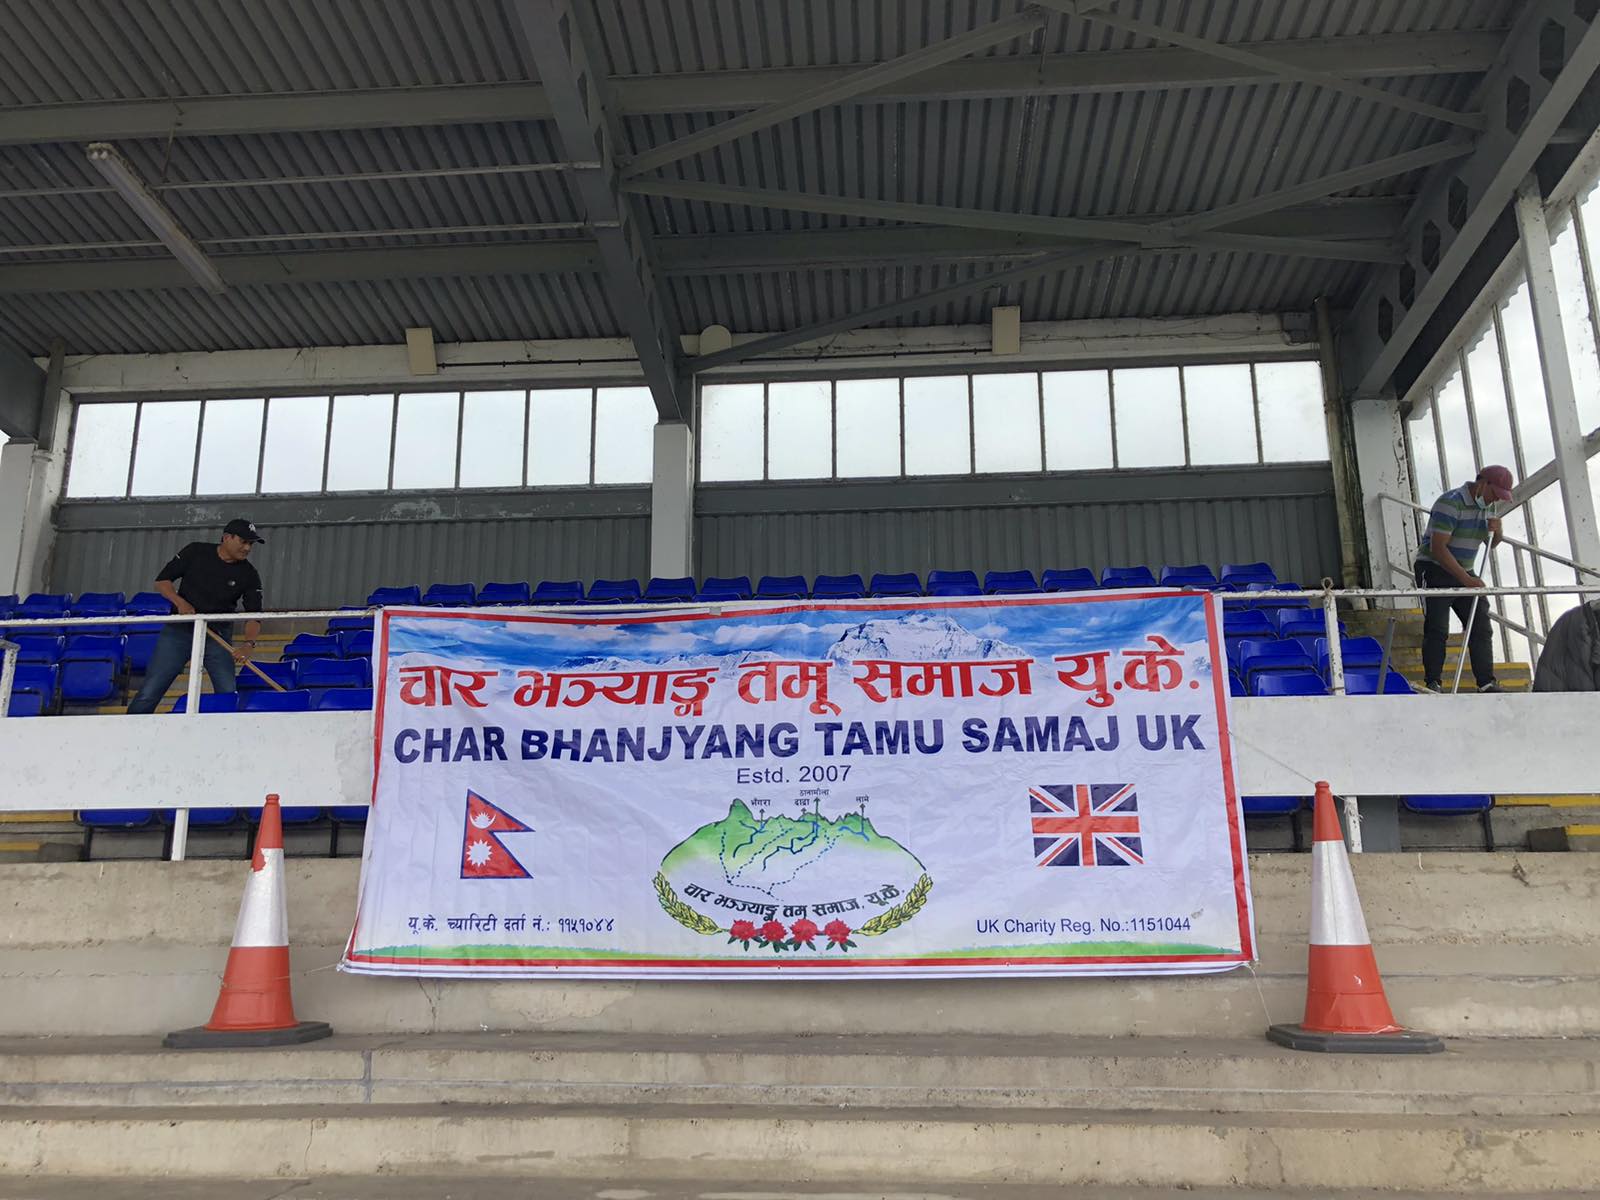 चार भञ्ज्याङ्ग तमू समाज यु.के.
CHAR BHANJYANG TAMU SAMAJ UK
Estd. 2007
भेंगरा दाद्रा ठानामौला लामे
चार भञ्ज्याङ्ग तमू समाज, यु.के.
यू.के. च्यारिटी दर्ता नं.: ११५१०४४
UK Charity Reg. No.:1151044